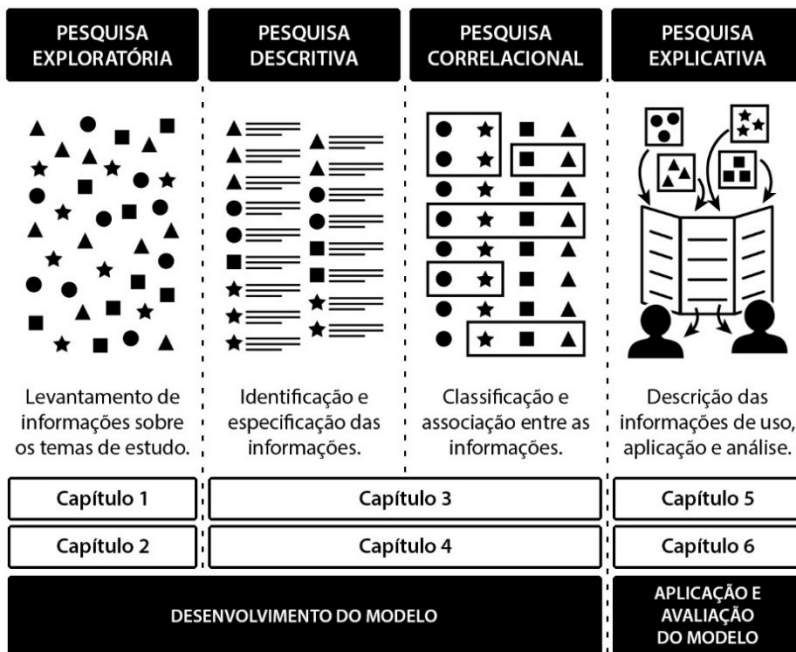 PESQUISA
EXPLORATÓRIA
PESQUISA
DESCRITIVA
PESQUISA
CORRELACIONAL
PESQUISA
EXPLICATIVA
Levantamento de
informações sobre
os temas de estudo.
Identificação e
especificação das
informações.
Classificação e
associação entre as
informações.
Descrição das
informações de uso,
aplicação e análise.
Capítulo 1
Capítulo 3
Capítulo 5
Capítulo 2
Capítulo 4
Capítulo 6
DESENVOLVIMENTO DO MODELO
APLICAÇÃO E
AVALIAÇÃO
DO MODELO